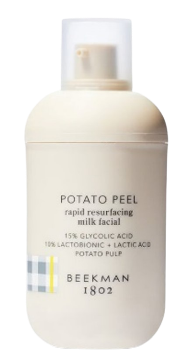 POTATO PEEL
rapid resurfacing
milk facial
15% GLYCOLIC ACID
10% LACTOBIONIC + LACTIC ACID
POTATO PULP
BEEKMAN
1802